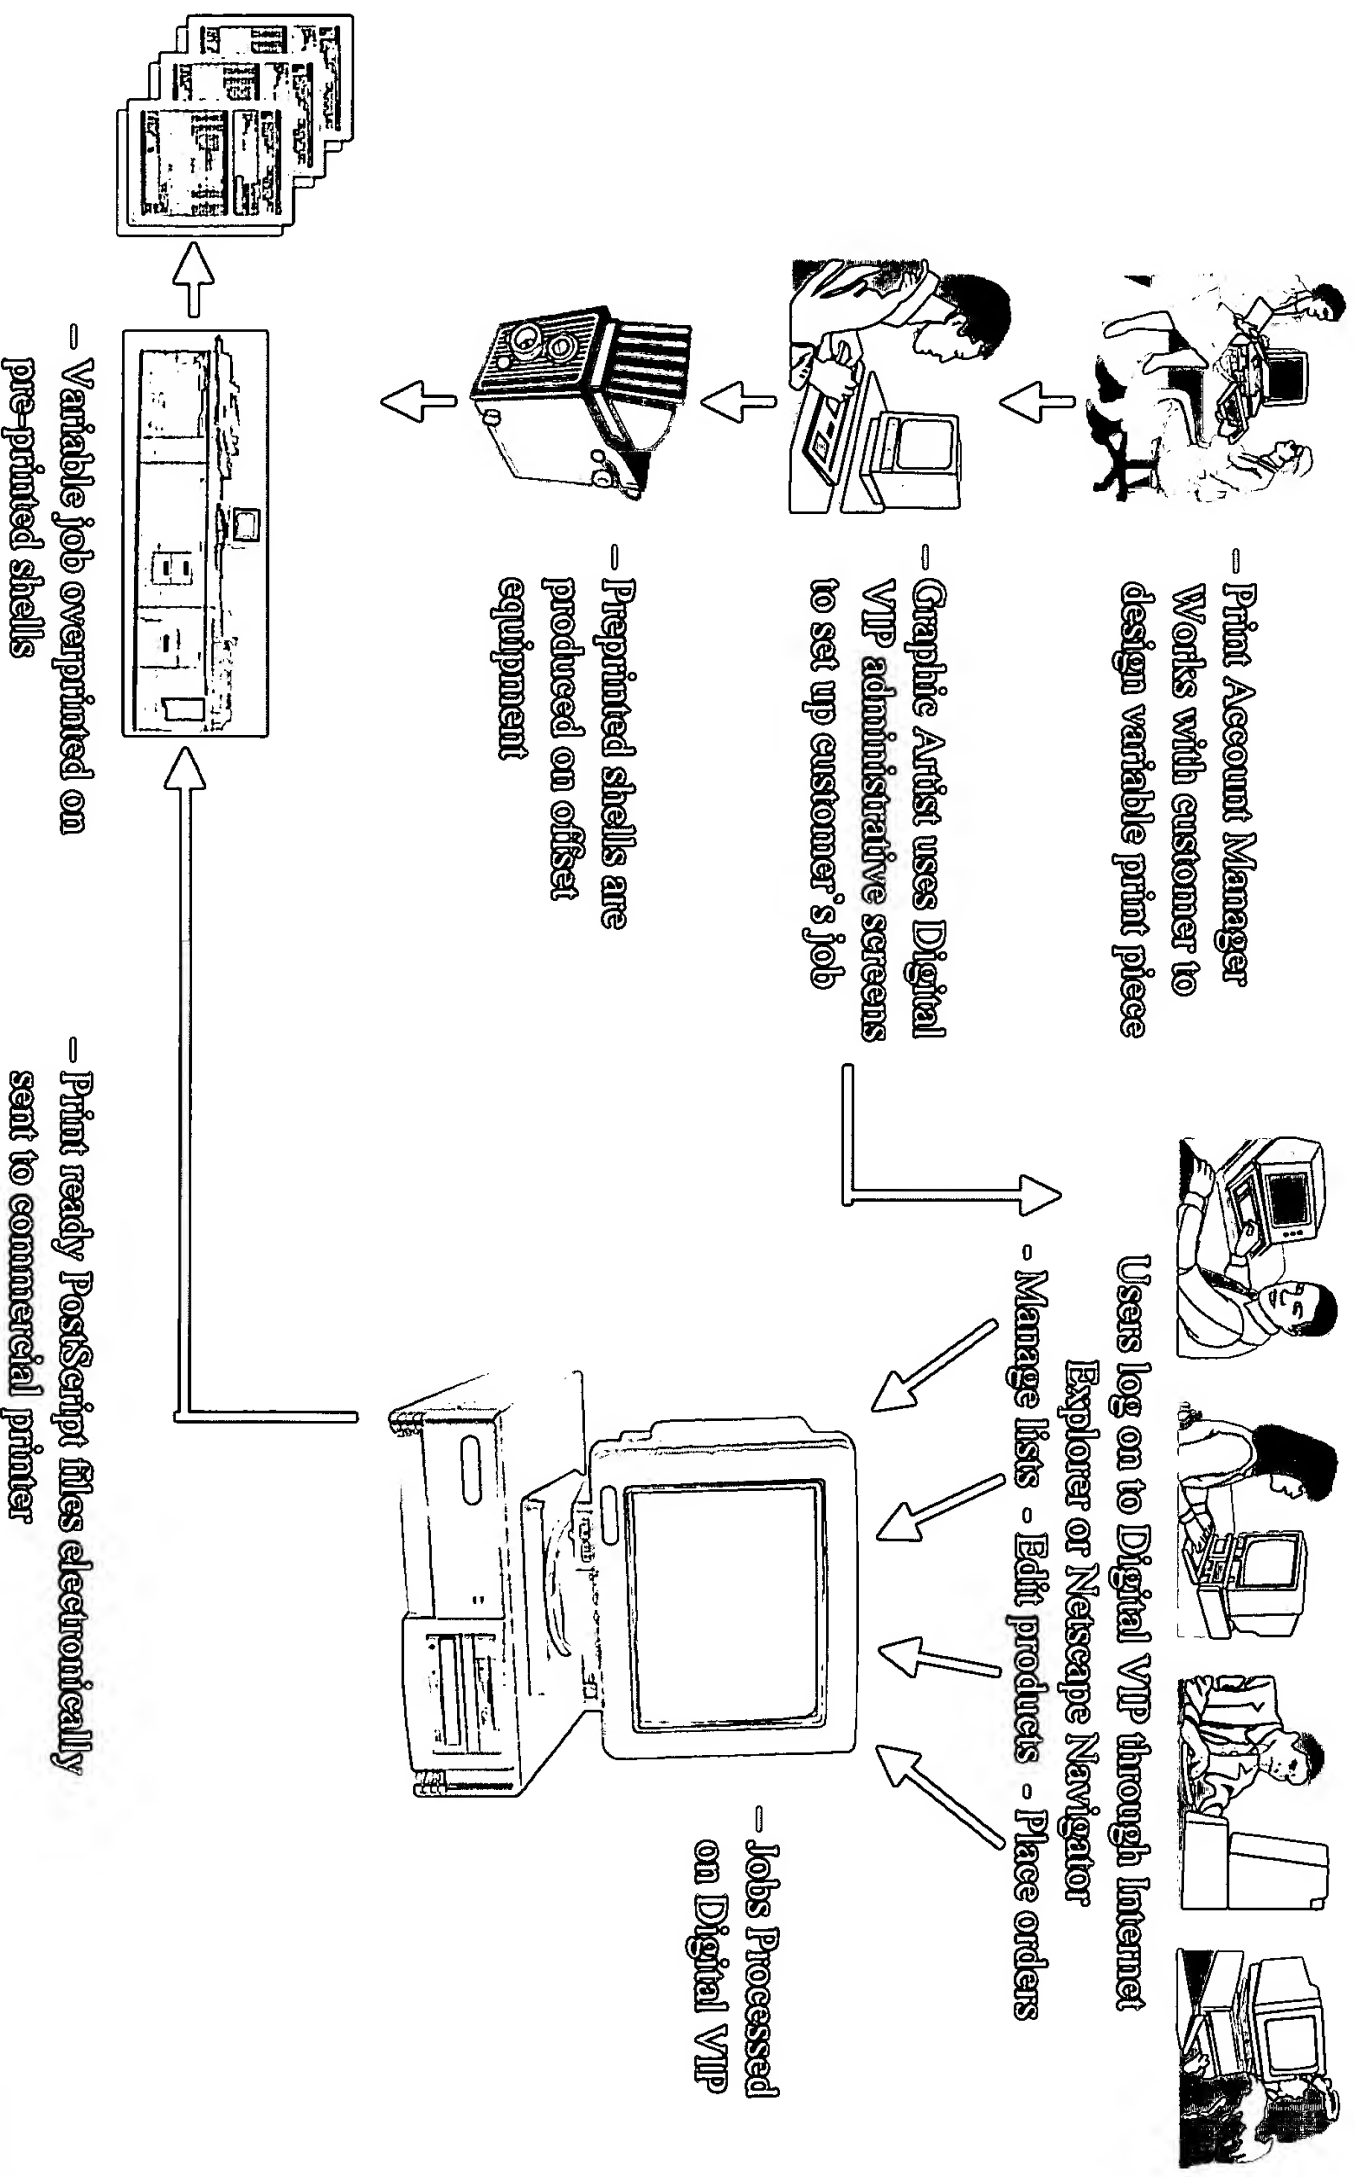 – Print Account Manager
Works with customer to
design variable print piece
– Graphic Artist uses Digital
VIP administrative screens
to set up customer's job
– Preprinted shells are
produced on offset
equipment
– Variable job overprinted on
pre-printed shells
Users log on to Digital VIP through Internet
Explorer or Netscape Navigator
- Manage lists - Edit products - Place orders
– Jobs Processed
on Digital VIP
– Print ready PostScript files electronically
sent to commercial printer